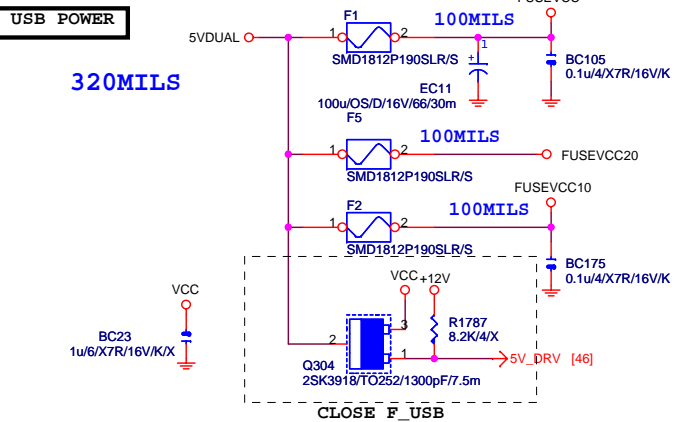 USB POWER
320MILS
5VDUAL
F1
1
2
100MILS
SMD1812P190SLR/S
+
1
EC11
100u/OS/D/16V/66/30m
BC105
0.1u/4/X7R/16V/K
F5
1
2
100MILS
SMD1812P190SLR/S
FUSEVCC20
FUSEVCC10
F2
1
2
100MILS
SMD1812P190SLR/S
BC175
0.1u/4/X7R/16V/K
VCC
BC23
1u/6/X7R/16V/K/X
VCC
+12V
2
3
1
R1787
8.2K/4/X
5V_DRV [46]
Q304
2SK3918/TO252/1300pF/7.5m
CLOSE F_USB